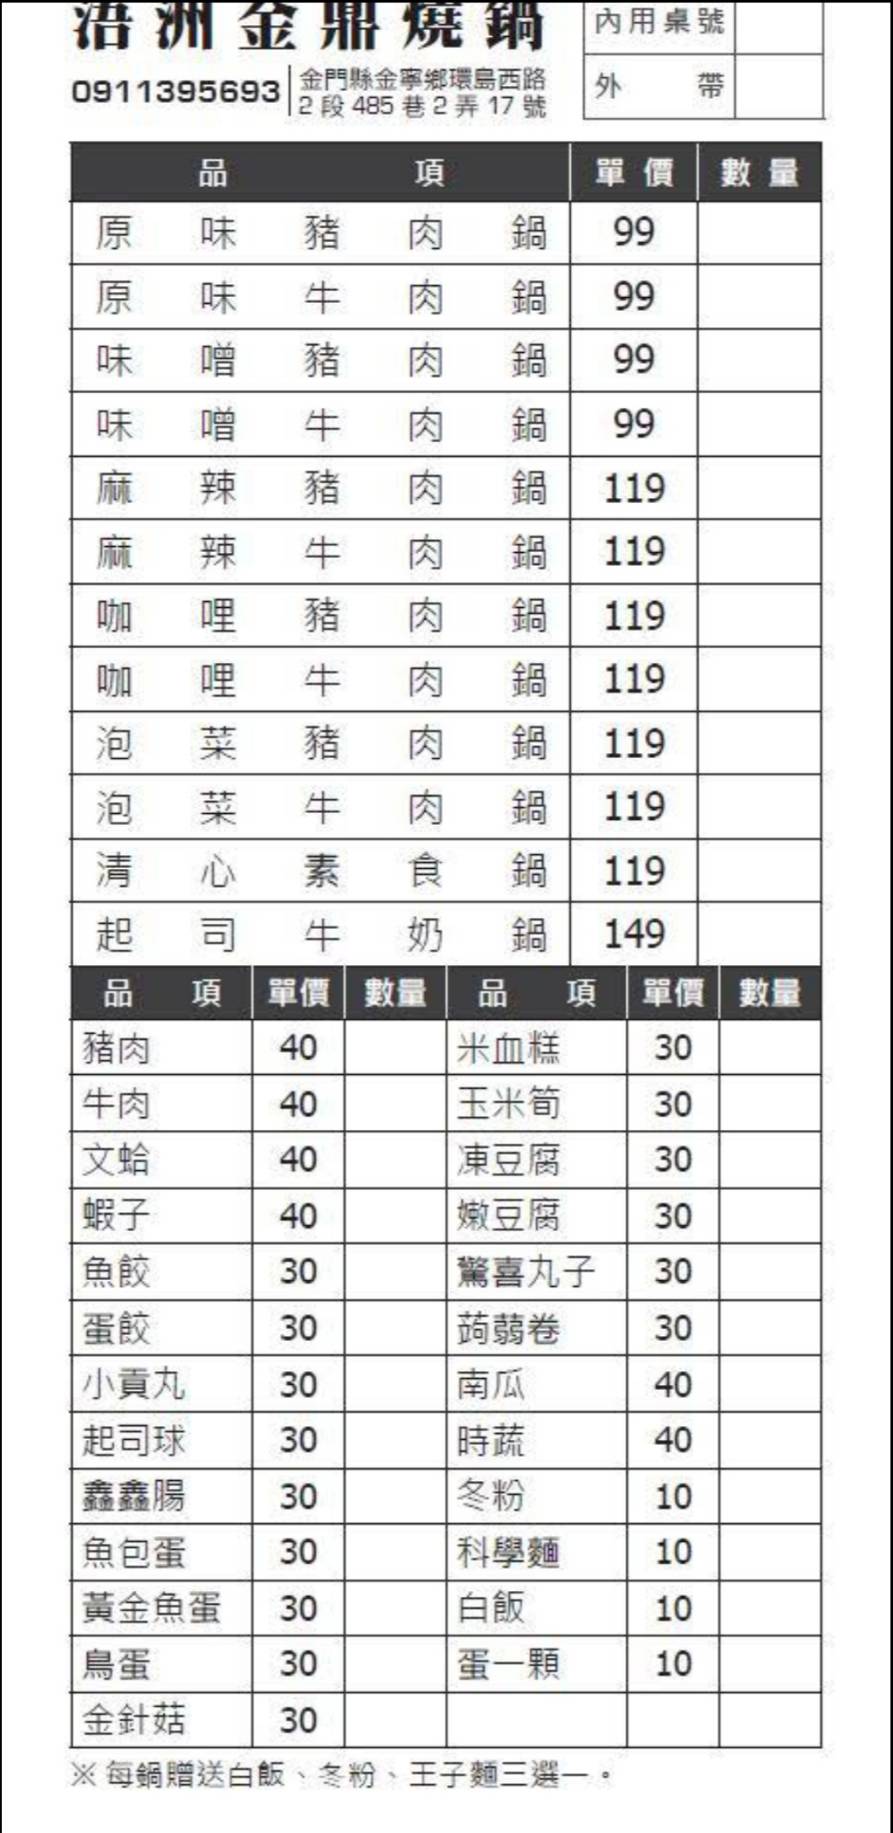 浯洲金鼎燒鍋
內用桌號
0911395693
金門縣金寧鄉環島西路
2段485巷2弄17號
外帶
品項 單價 數量
原味豬肉鍋 99
原味牛肉鍋 99
味噌豬肉鍋 99
味噌牛肉鍋 99
麻辣豬肉鍋 119
麻辣牛肉鍋 119
咖哩豬肉鍋 119
咖哩牛肉鍋 119
泡菜豬肉鍋 119
泡菜牛肉鍋 119
清心素食鍋 119
起司牛奶鍋 149
品項 單價 數量 品項 單價 數量
豬肉 40 米血糕 30
牛肉 40 玉米筍 30
文蛤 40 凍豆腐 30
蝦子 40 嫩豆腐 30
魚餃 30 驚喜丸子 30
蛋餃 30 蒟蒻卷 30
小貢丸 30 南瓜 40
起司球 30 時蔬 40
鑫鑫腸 30 冬粉 10
魚包蛋 30 科學麵 10
黃金魚蛋 30 白飯 10
鳥蛋 30 蛋一顆 10
金針菇 30
※每鍋贈送白飯、冬粉、王子麵三選一。